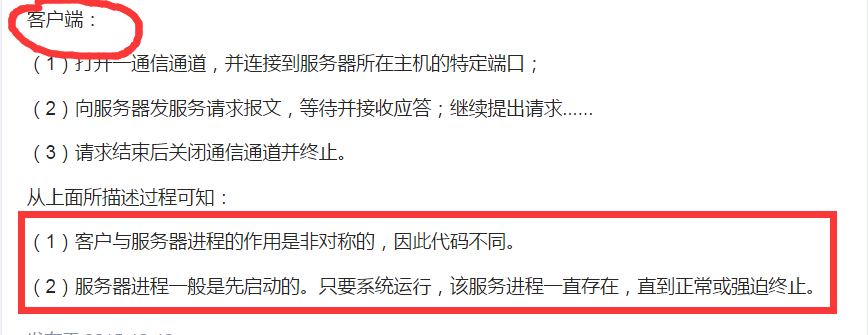 客户端：
（1）打开一通信通道，并连接到服务器所在主机的特定端口；
（2）向服务器发服务请求报文，等待并接收应答；继续提出请求......
（3）请求结束后关闭通信通道并终止。
从上面所描述过程可知：
（1）客户与服务器进程的作用是非对称的，因此代码不同。
（2）服务器进程一般是先启动的。只要系统运行，该服务进程一直存在，直到正常或强迫终止。